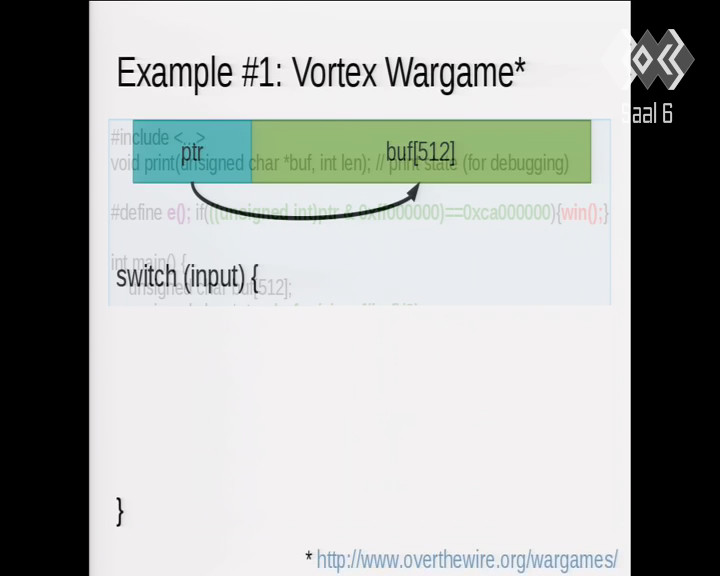 Example #1: Vortex Wargame*
Saal 6
#include <...>
ptr
buf[512]
void print(unsigned char *buf, int len); // print state (for debugging)
#define e(); if(((unsigned int)ptr & 0xff000000)==0xca000000){win();}
int main() {
switch (input) {
unsigned char buf[512];
}
* http://www.overthewire.org/wargames/